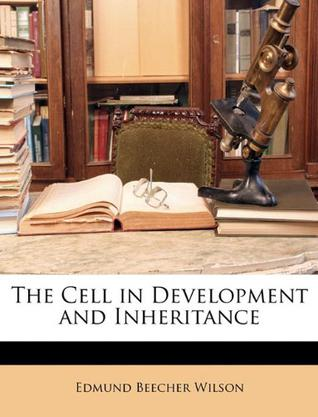 The Cell in Development
and Inheritance
Edmund Beecher Wilson